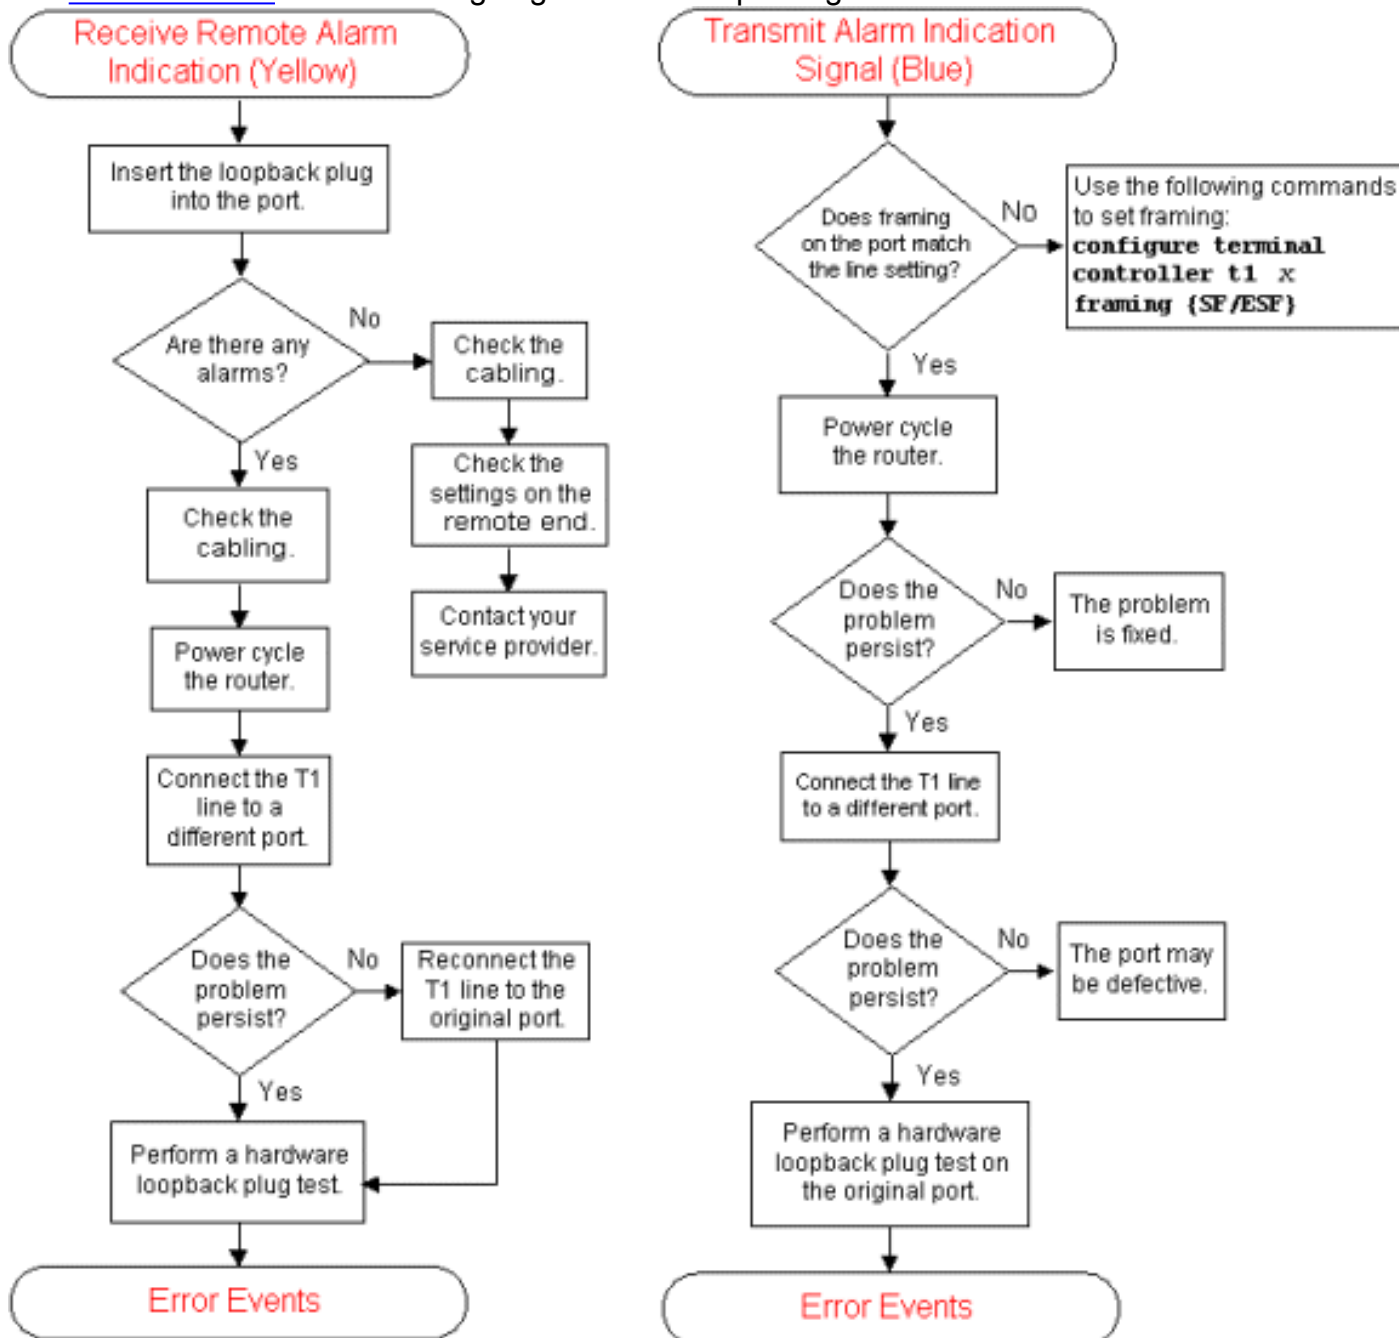 Receive Remote Alarm
Indication (Yellow)
Insert the loopback plug
into the port.
Are there any
alarms?
No
Check the
cabling.
Check the
settings on the
remote end.
Contact your
service provider.
Yes
Check the
cabling.
Power cycle
the router.
Connect the T1
line to a
different port.
Does the
problem
persist?
No
Reconnect the
T1 line to the
original port.
Yes
Perform a hardware
loopback plug test.
Error Events
Transmit Alarm Indication
Signal (Blue)
Does framing
on the port match
the line setting?
No
Use the following commands
to set framing:
configure terminal
controller t1 x
framing {SF/ESF}
Yes
Power cycle
the router.
Does the
problem
persist?
No
The problem
is fixed.
Yes
Connect the T1 line
to a different port.
Does the
problem
persist?
No
The port may
be defective.
Yes
Perform a hardware
loopback plug test on
the original port.
Error Events